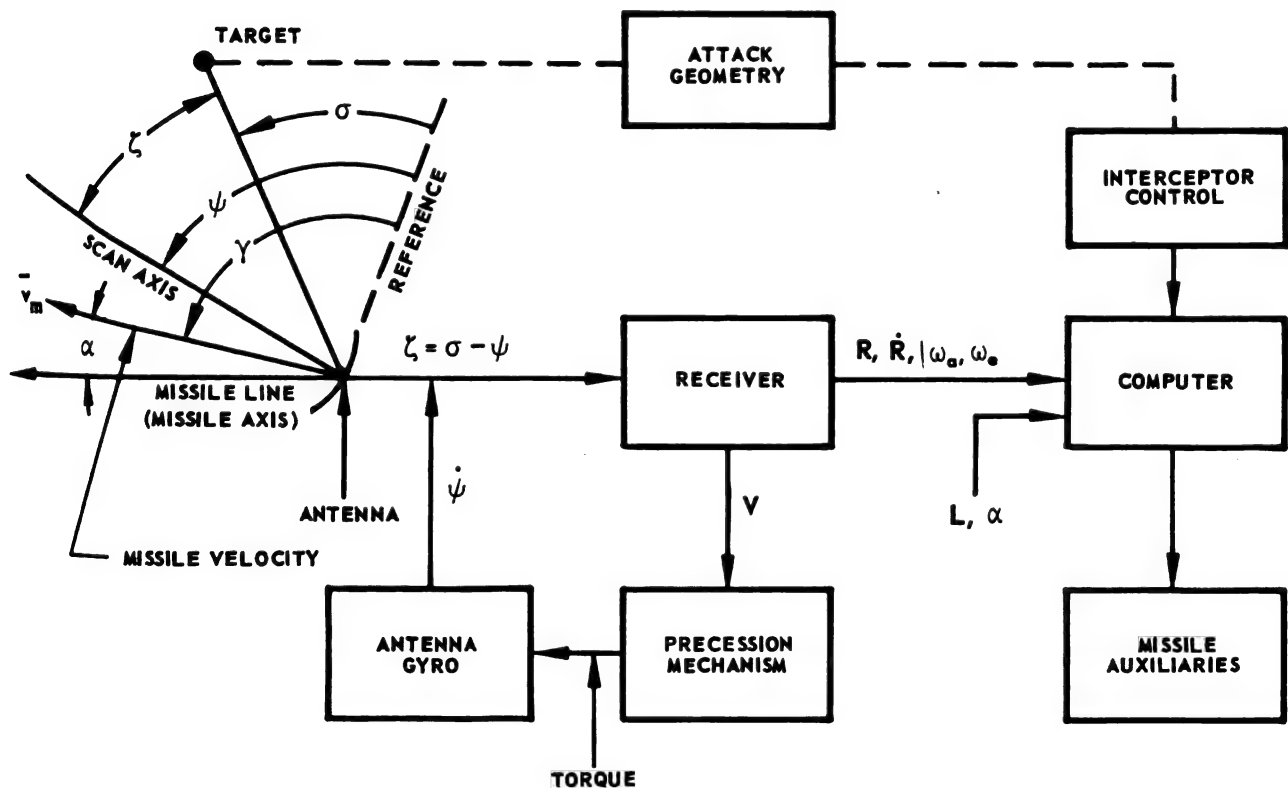 TARGET
ATTACK
GEOMETRY
σ
ζ
ψ
γ
REFERENCE
INTERCEPTOR
CONTROL
SCAN AXIS
v̄m
α
ζ = σ − ψ
RECEIVER
R, Ṙ, |ωa, ωe
COMPUTER
MISSILE LINE
(MISSILE AXIS)
ψ̇
V
L, α
ANTENNA
MISSILE VELOCITY
ANTENNA
GYRO
PRECESSION
MECHANISM
MISSILE
AUXILIARIES
TORQUE